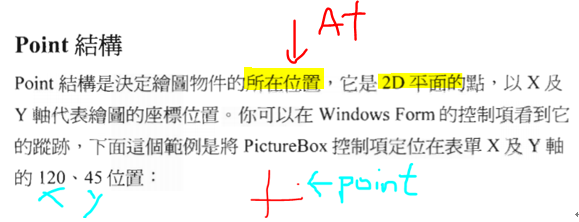 At
Point 結構
Point 結構是決定繪圖物件的所在位置，它是 2D 平面的點，以 X 及
Y 軸代表繪圖的座標位置。你可以在 Windows Form 的控制項看到它
的蹤跡，下面這個範例是將 PictureBox 控制項定位在表單 X 及 Y 軸
的 120、45 位置：
point
X y